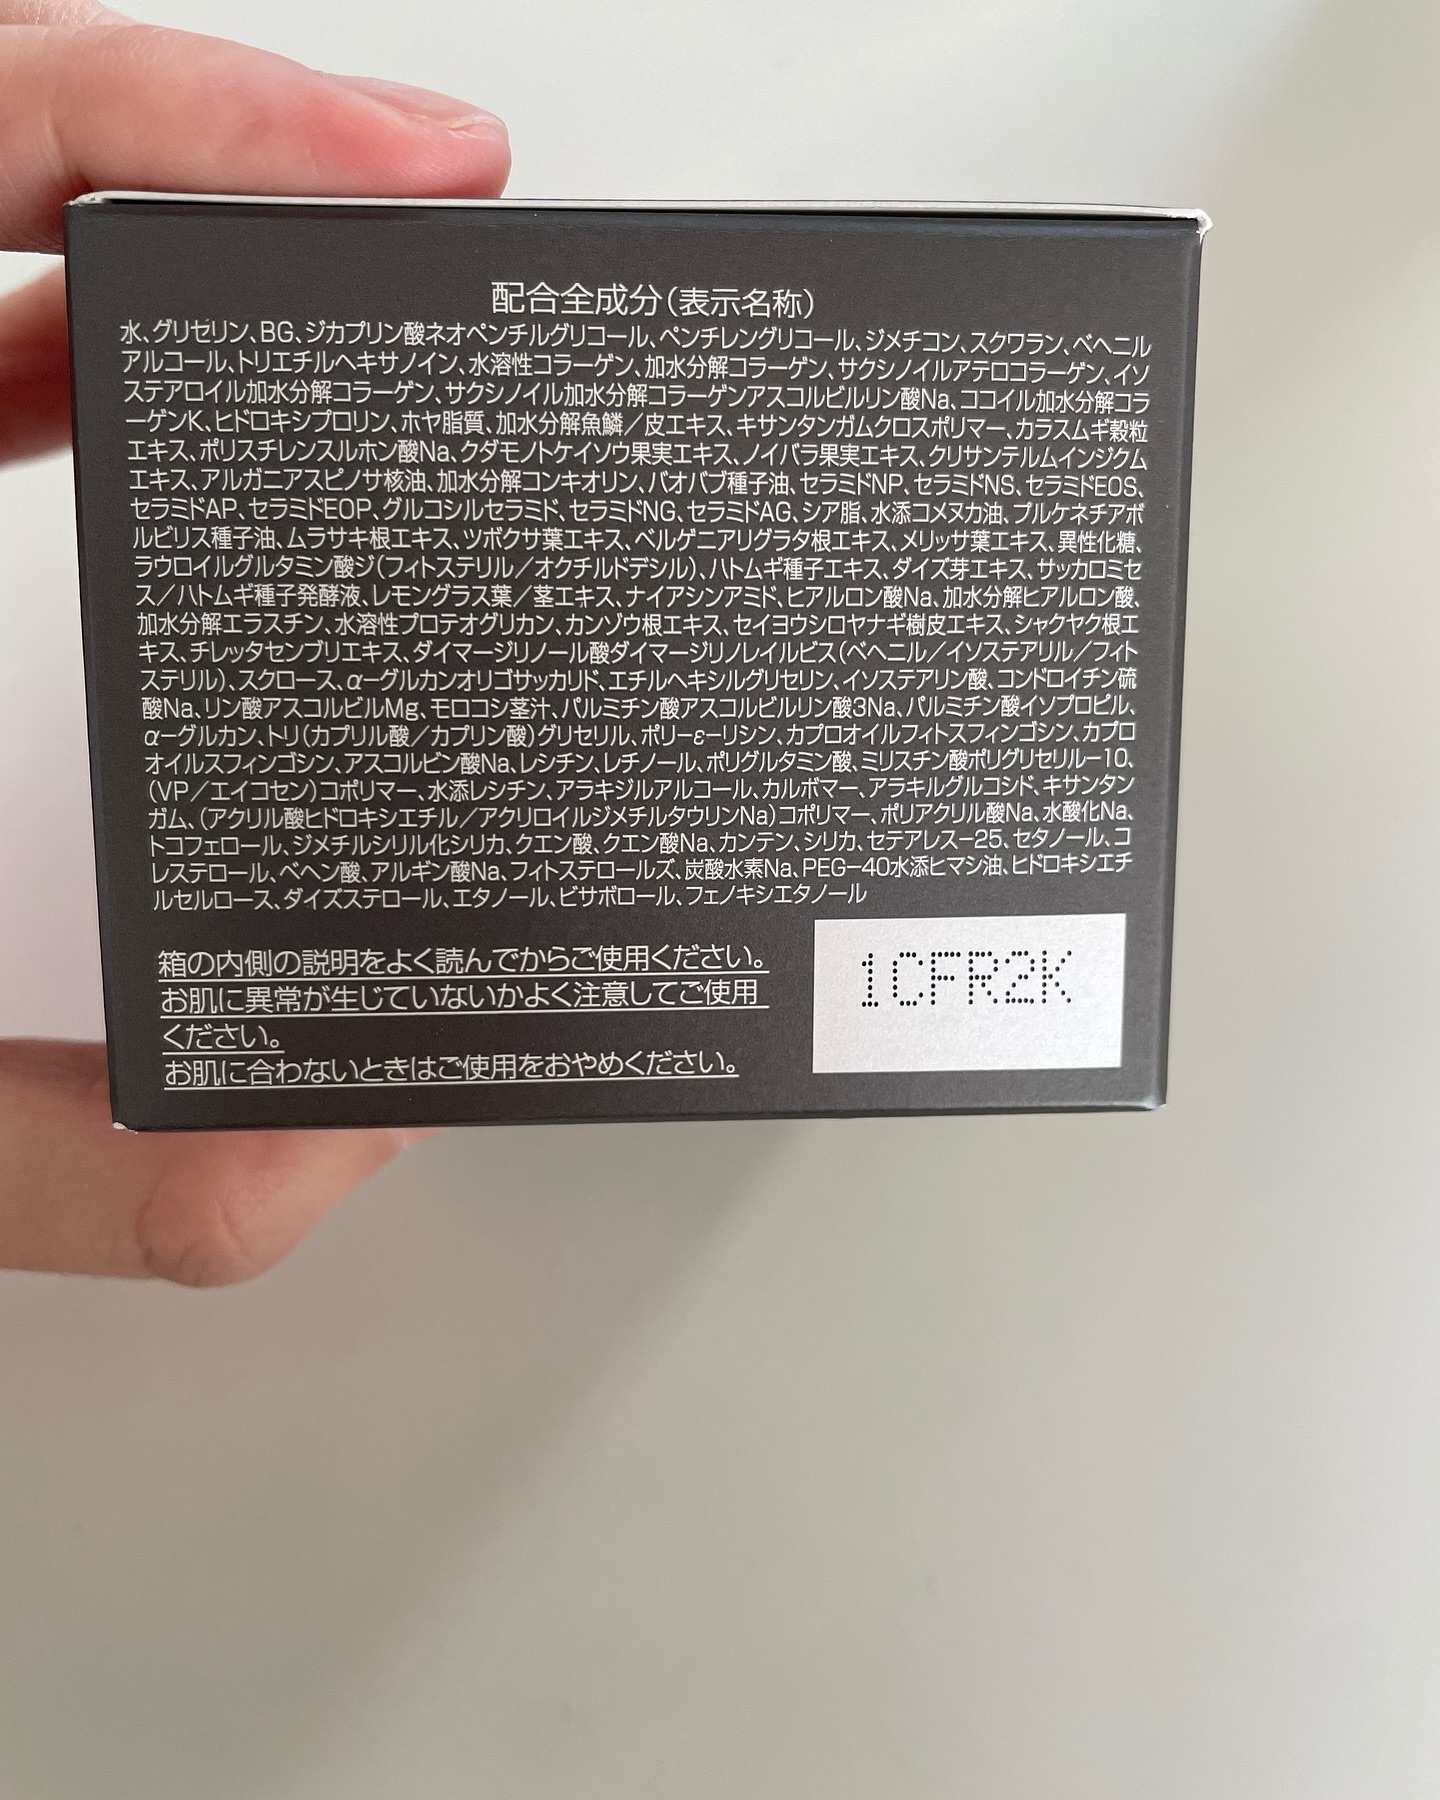 配合全成分(表示名称)
水、グリセリン、BG、ジカプリン酸ネオペンチルグリコール、ペンチレングリコール、ジメチコン、スクワラン、ベヘニル
アルコール、トリエチルヘキサノイン、水溶性コラーゲン、加水分解コラーゲン、サクシノイルアテロコラーゲン、イソ
ステアロイル加水分解コラーゲン、サクシノイル加水分解コラーゲンアスコルビルリン酸Na、ココイル加水分解コラ
ーゲンK、ヒドロキシプロリン、ホヤ脂質、加水分解魚鱗/皮エキス、キサンタンガムクロスポリマー、カラスムギ穀粒
エキス、ポリスチレンスルホン酸Na、クダモノトケイソウ果実エキス、ノイバラ果実エキス、クリサンテルムインジクム
エキス、アルガニアスピノサ核油、加水分解コンキオリン、バオバブ種子油、セラミドNP、セラミドNS、セラミドEOS、
セラミドAP、セラミドEOP、グルコシルセラミド、セラミドNG、セラミドAG、シア脂、水添コメヌカ油、プルケネチアボ
ルビリス種子油、ムラサキ根エキス、ツボクサ葉エキス、ベルゲニアリグラタ根エキス、メリッサ葉エキス、異性化糖、
ラウロイルグルタミン酸ジ(フィトステリル/オクチルドデシル)、ハトムギ種子エキス、ダイズ芽エキス、サッカロミセ
ス/ハトムギ種子発酵液、レモングラス葉/茎エキス、ナイアシンアミド、ヒアルロン酸Na、加水分解ヒアルロン酸、
加水分解エラスチン、水溶性プロテオグリカン、カンゾウ根エキス、セイヨウシロヤナギ樹皮エキス、シャクヤク根エ
キス、チレッタセンブリエキス、ダイマージリノール酸ダイマージリノレイルビス(ベヘニル/イソステアリル/フィト
ステリル)、スクロース、α-グルカンオリゴサッカリド、エチルヘキシルグリセリン、イソステアリン酸、コンドロイチン硫
酸Na、リン酸アスコルビルMg、モロコシ茎汁、パルミチン酸アスコルビルリン酸3Na、パルミチン酸イソプロピル、
α-グルカン、トリ(カプリル酸/カプリン酸)グリセリル、ポリ-ε-リシン、カプロオイルフィトスフィンゴシン、カプロ
オイルスフィンゴシン、アスコルビン酸Na、レシチン、レチノール、ポリグルタミン酸、ミリスチン酸ポリグリセリル-10、
(VP/エイコセン)コポリマー、水添レシチン、アラキジルアルコール、カルボマー、アラキルグルコシド、キサンタン
ガム、(アクリル酸ヒドロキシエチル/アクリロイルジメチルタウリンNa)コポリマー、ポリアクリル酸Na、水酸化Na、
トコフェロール、ジメチルシリル化シリカ、クエン酸、クエン酸Na、カンテン、シリカ、セテアレス-25、セタノール、コ
レステロール、ベヘン酸、アルギン酸Na、フィトステロールズ、炭酸水素Na、PEG-40水添ヒマシ油、ヒドロキシエチ
ルセルロース、ダイズステロール、エタノール、ビサボロール、フェノキシエタノール
箱の内側の説明をよく読んでからご使用ください。
お肌に異常が生じていないかよく注意してご使用
ください。
お肌に合わないときはご使用をおやめください。
1CFR2K